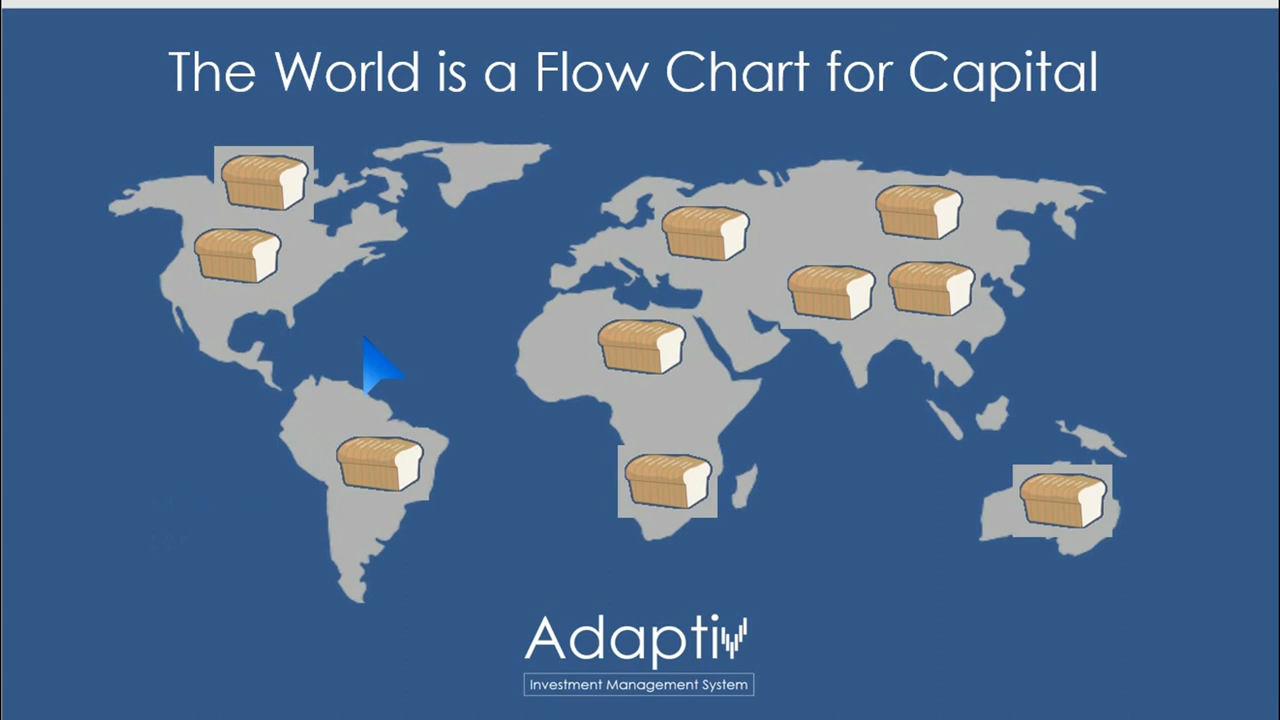 The World is a Flow Chart for Capital
Adaptiv
Investment Management System